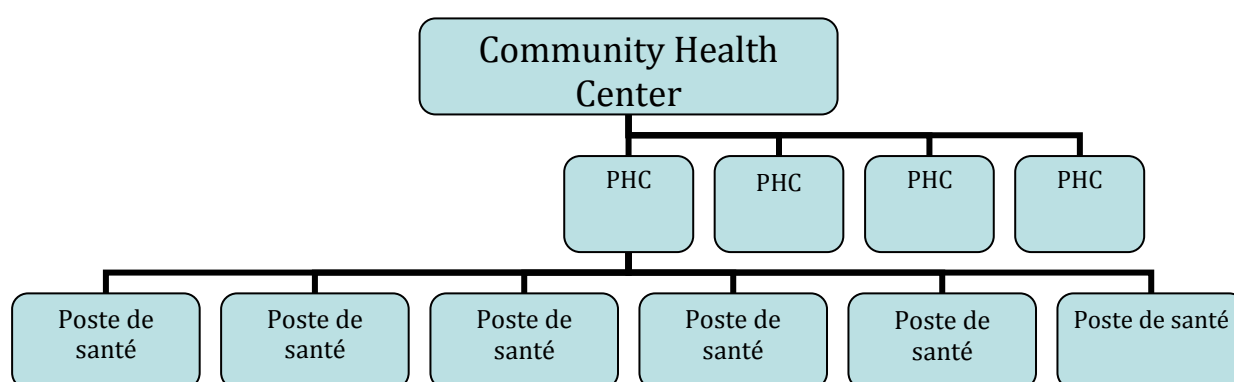 Community Health
Center
PHC
PHC
PHC
PHC
Poste de
santé
Poste de
santé
Poste de
santé
Poste de
santé
Poste de
santé
Poste de santé